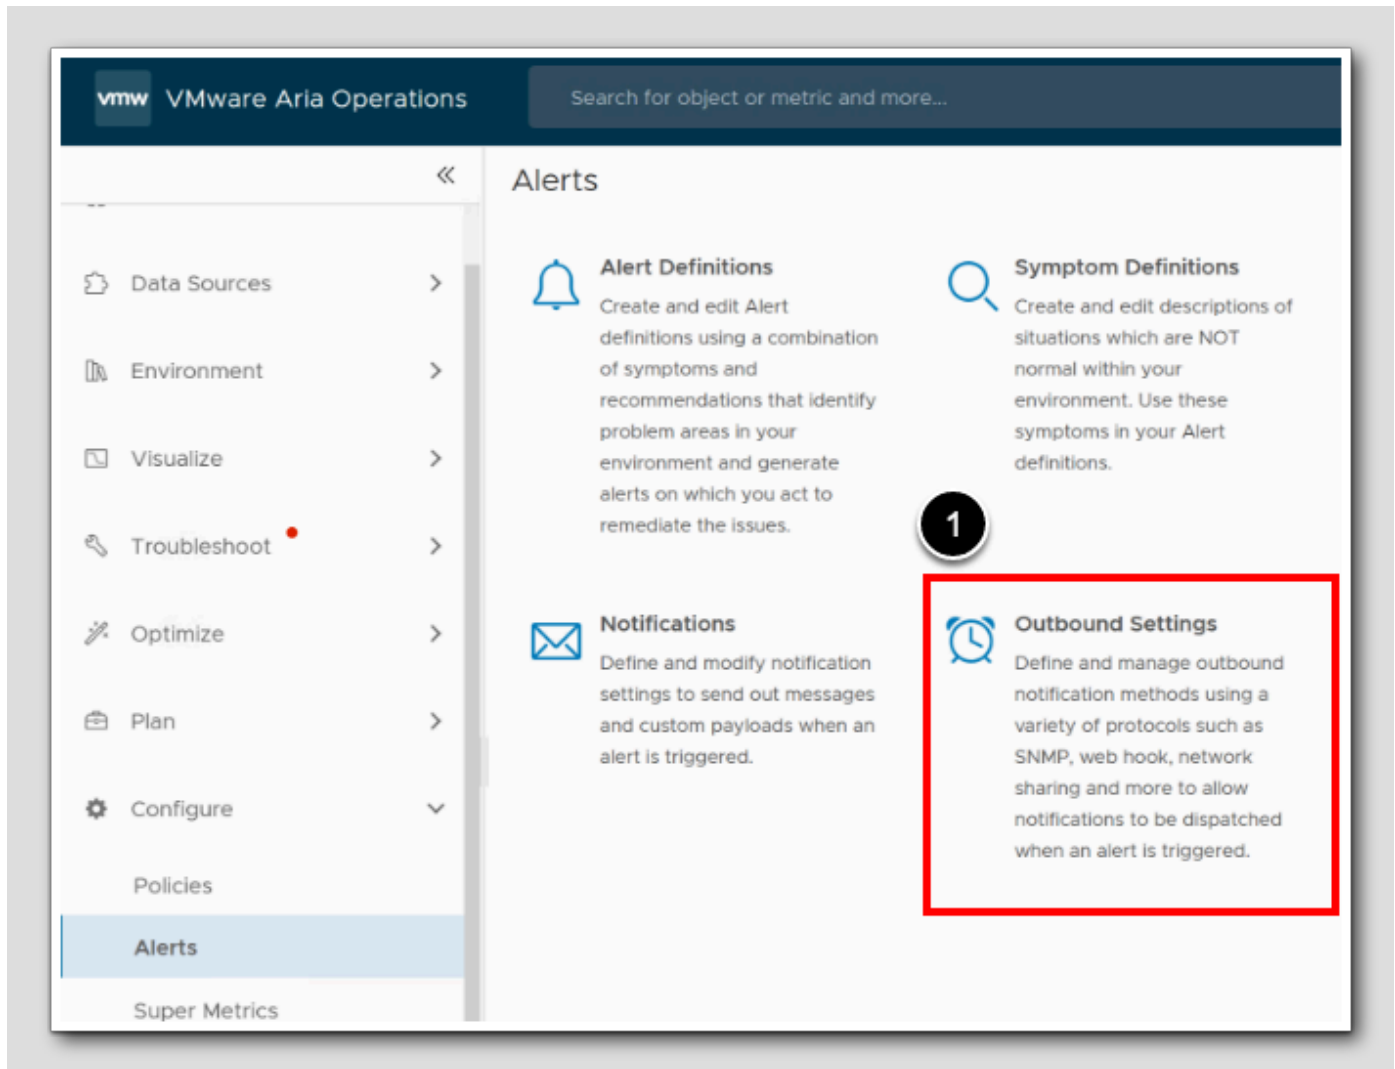 vmw VMware Aria Operations
Search for object or metric and more...
Alerts
Data Sources
Environment
Visualize
Troubleshoot
Optimize
Plan
Configure
Policies
Alerts
Super Metrics
Alert Definitions
Create and edit Alert
definitions using a combination
of symptoms and
recommendations that identify
problem areas in your
environment and generate
alerts on which you act to
remediate the issues.
Symptom Definitions
Create and edit descriptions of
situations which are NOT
normal within your
environment. Use these
symptoms in your Alert
definitions.
Notifications
Define and modify notification
settings to send out messages
and custom payloads when an
alert is triggered.
1
Outbound Settings
Define and manage outbound
notification methods using a
variety of protocols such as
SNMP, web hook, network
sharing and more to allow
notifications to be dispatched
when an alert is triggered.